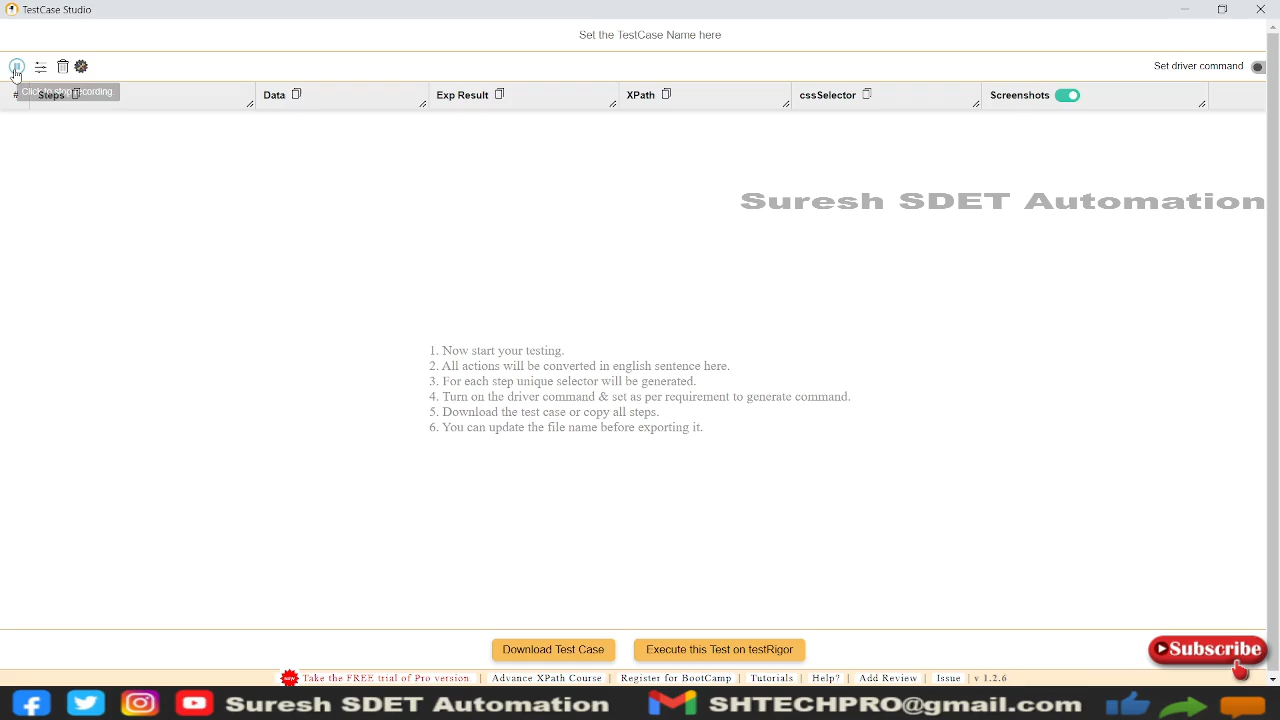 TestCase Studio
Set the TestCase Name here
Set driver command
Click to stop recording.
# Steps Data Exp Result XPath cssSelector Screenshots
Suresh SDET Automation
1. Now start your testing.
2. All actions will be converted in english sentence here.
3. For each step unique selector will be generated.
4. Turn on the driver command & set as per requirement to generate command.
5. Download the test case or copy all steps.
6. You can update the file name before exporting it.
Download Test Case Execute this Test on testRigor
Subscribe
NEW Take the FREE trial of Pro version | Advance XPath Course | Register for BootCamp | Tutorials | Help? | Add Review | Issue | v 1.2.6
Suresh SDET Automation SHTECHPRO@gmail.com